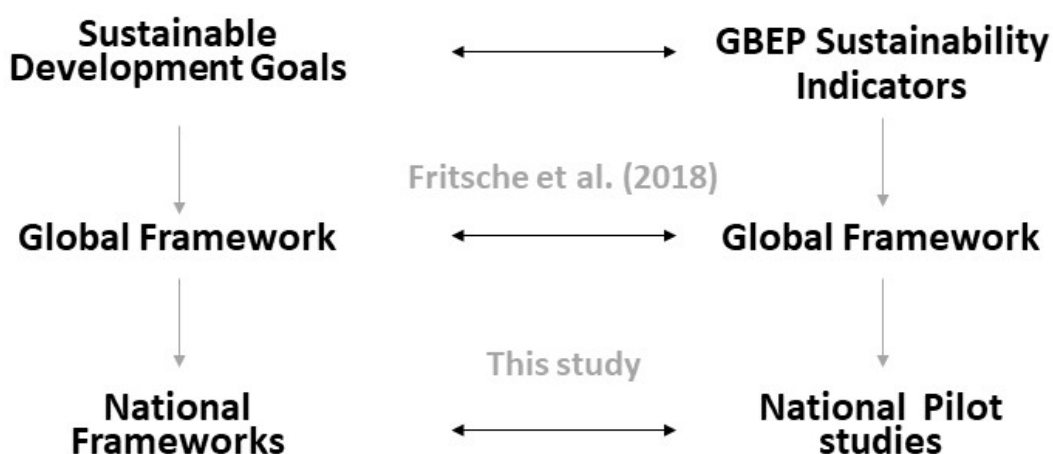 Sustainable
Development Goals
GBEP Sustainability
Indicators
Fritsche et al. (2018)
Global Framework
Global Framework
This study
National
Frameworks
National Pilot
studies